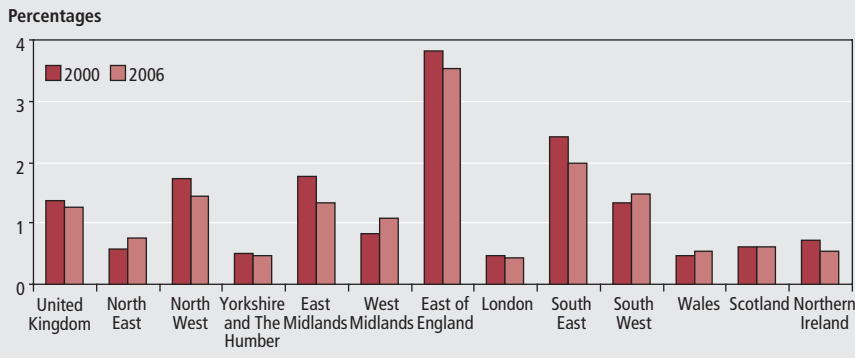 Percentages
4
3
2
1
0
2000 2006
United Kingdom
North East
North West
Yorkshire and The Humber
East Midlands
West Midlands
East of England
London
South East
South West
Wales
Scotland
Northern Ireland